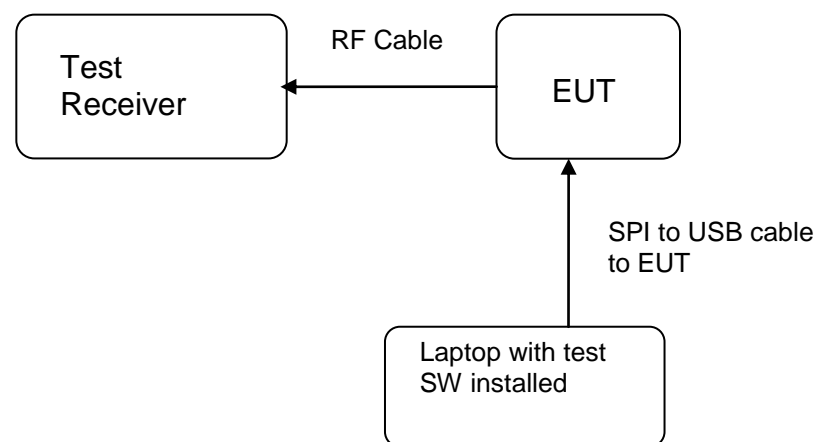 RF Cable
Test
Receiver
EUT
SPI to USB cable
to EUT
Laptop with test
SW installed